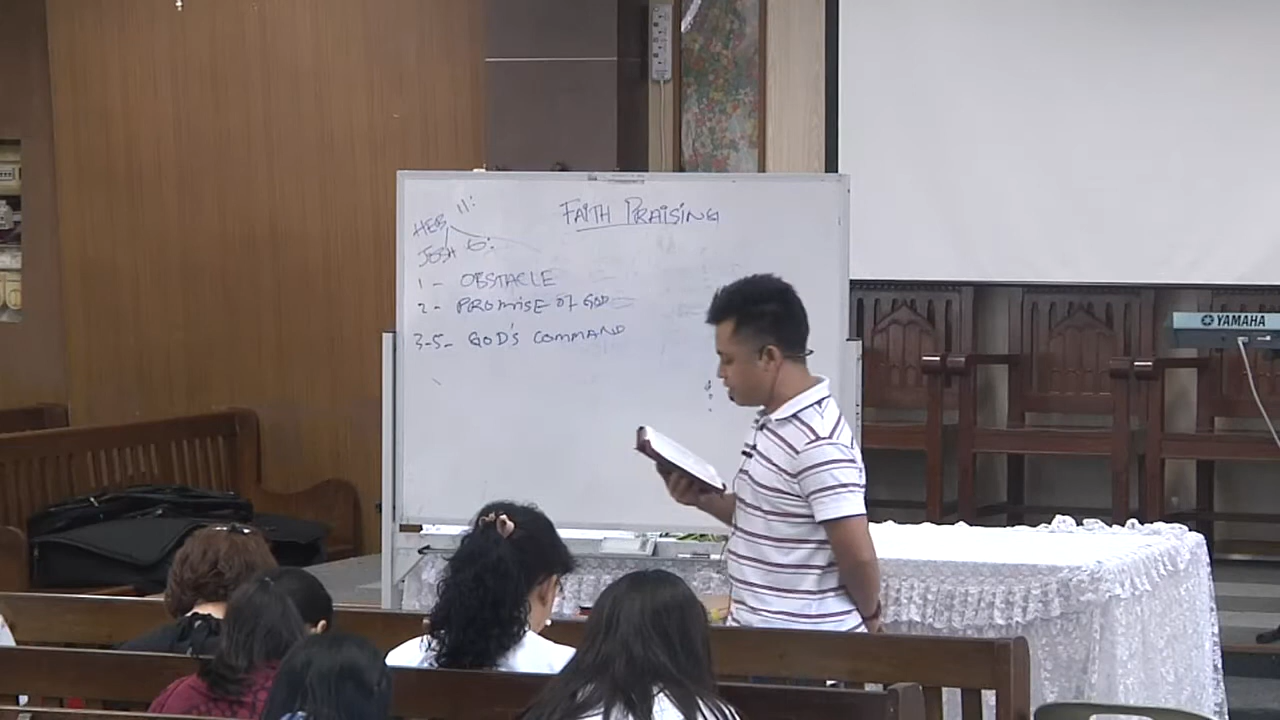 FAITH PRAISING
HEB 11:
JOSH 6:
1 - OBSTACLE
2 - PROMISE OF GOD
3-5- GOD'S COMMAND
YAMAHA